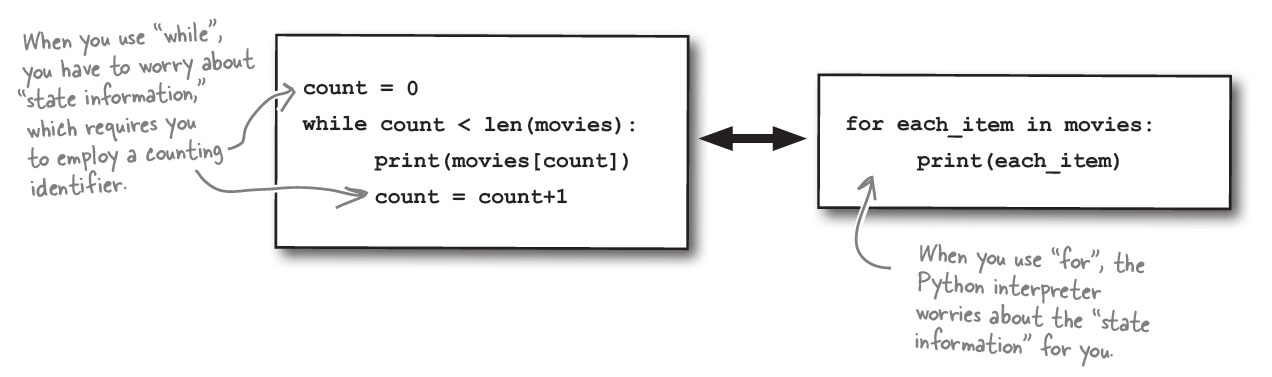 When you use “while”,
you have to worry about
“state information,”
which requires you
to employ a counting
identifier.
count = 0
while count < len(movies):
print(movies[count])
count = count+1
for each_item in movies:
print(each_item)
When you use “for”, the
Python interpreter
worries about the “state
information” for you.